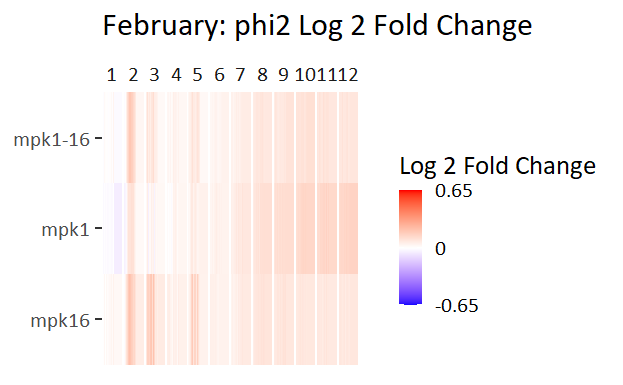 February: phi2 Log 2 Fold Change
1 2 3 4 5 6 7 8 9 10 11 12
mpk1-16
mpk1
mpk16
Log 2 Fold Change
0.65
0
-0.65